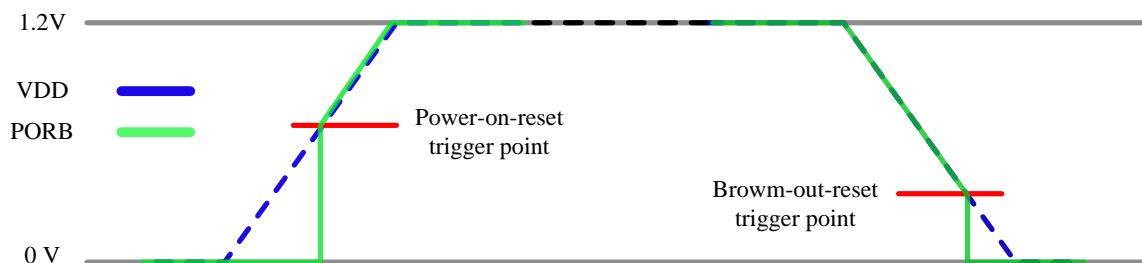 1.2V
VDD
PORB
Power-on-reset
trigger point
Browm-out-reset
trigger point
0 V